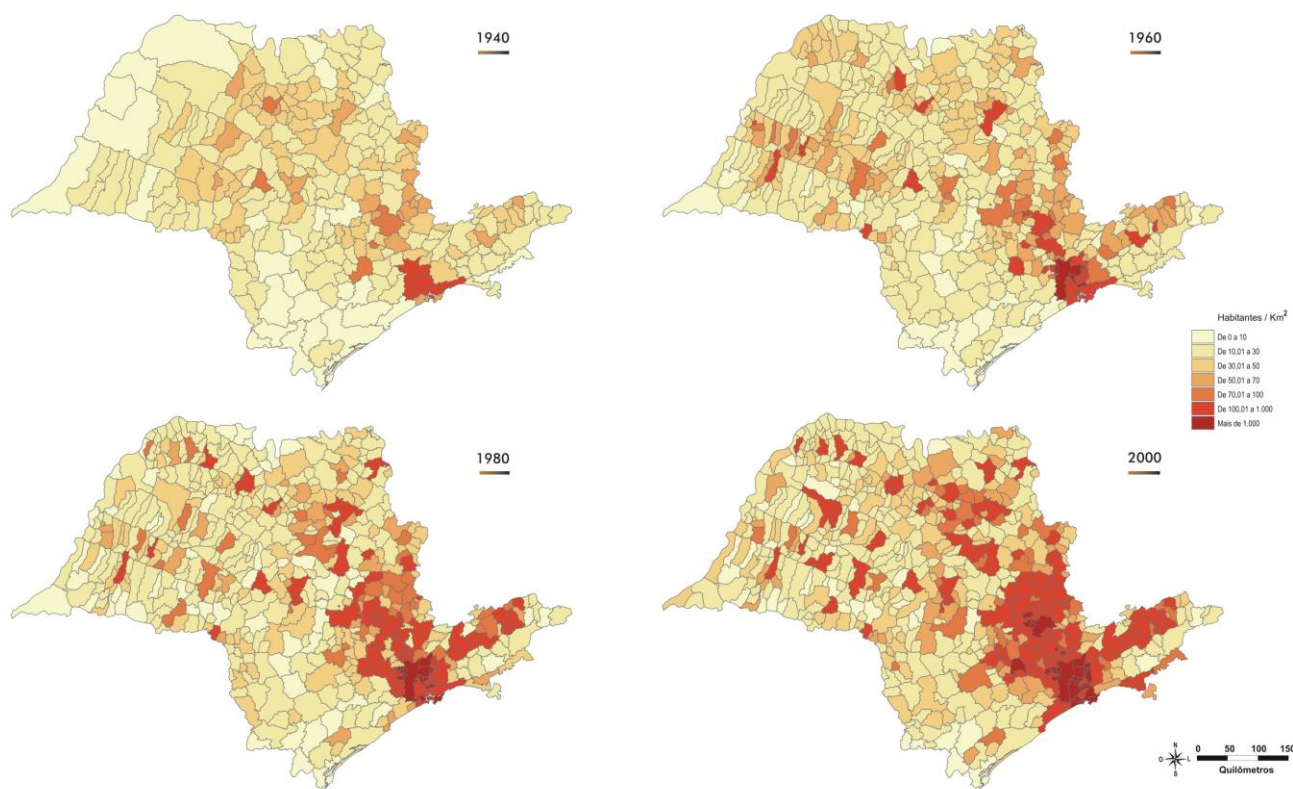 1940
1960
Habitantes / Km²
De 0 a 10
De 10,01 a 30
De 30,01 a 50
De 50,01 a 70
De 70,01 a 100
De 100,01 a 1.000
Mais de 1.000
1980
2000
N
O L
S
0 50 100 150
Quilômetros